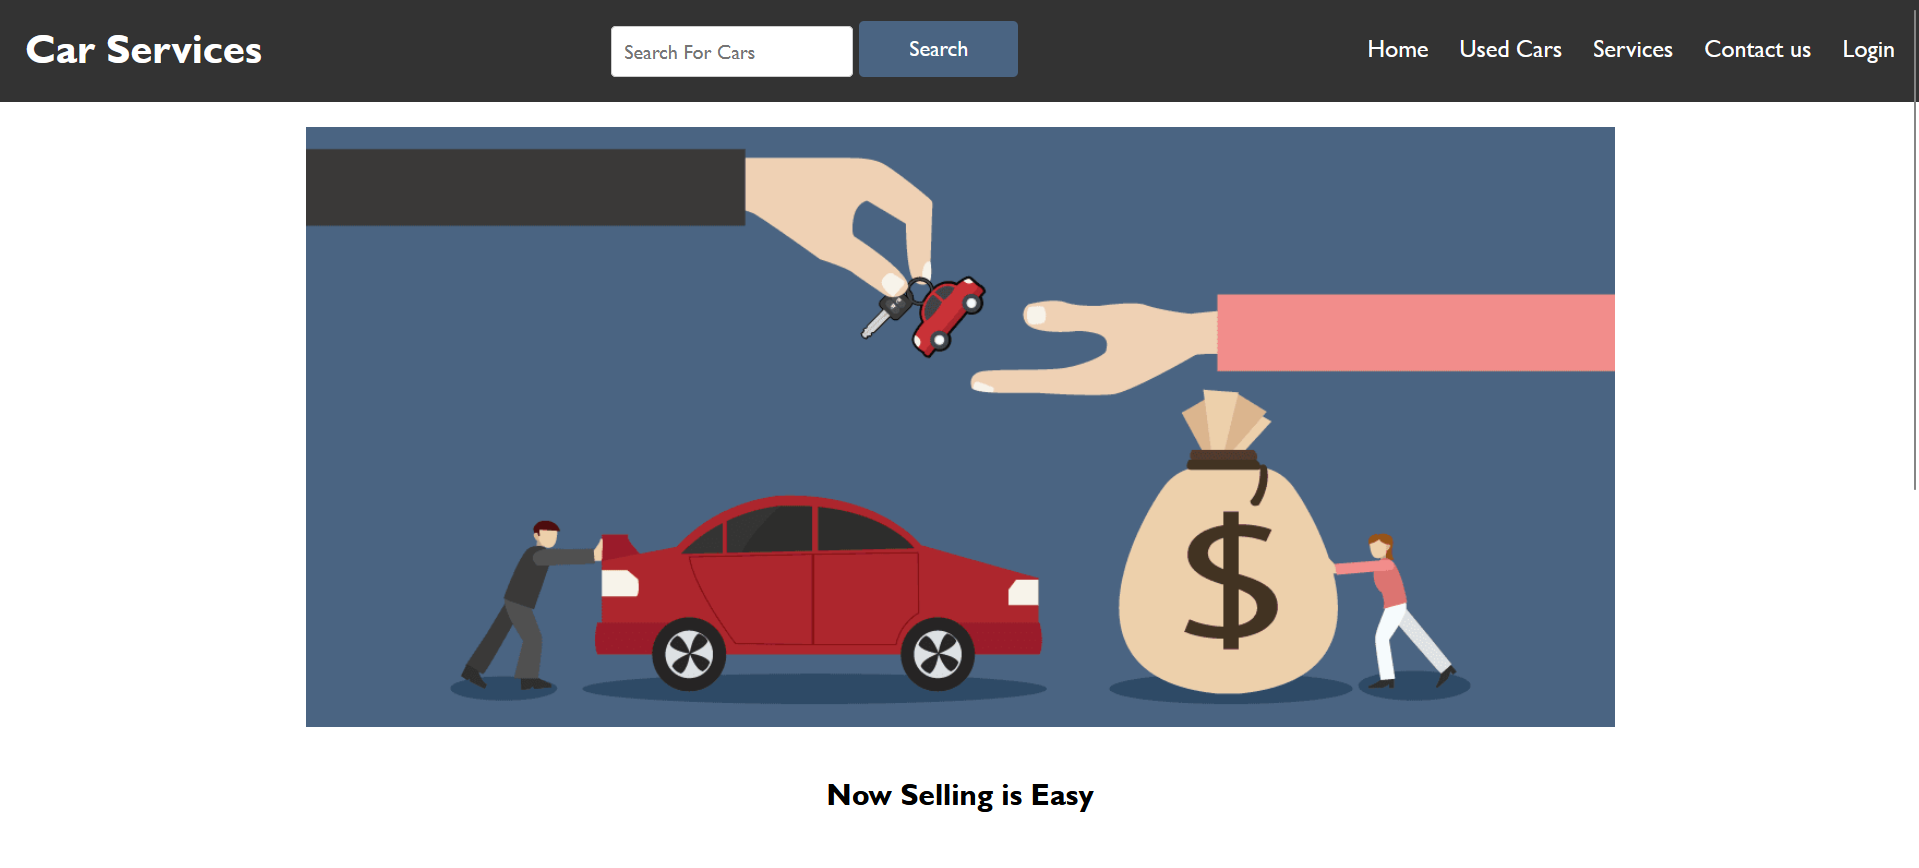 Car Services
Search For Cars
Search
Home
Used Cars
Services
Contact us
Login
$
Now Selling is Easy